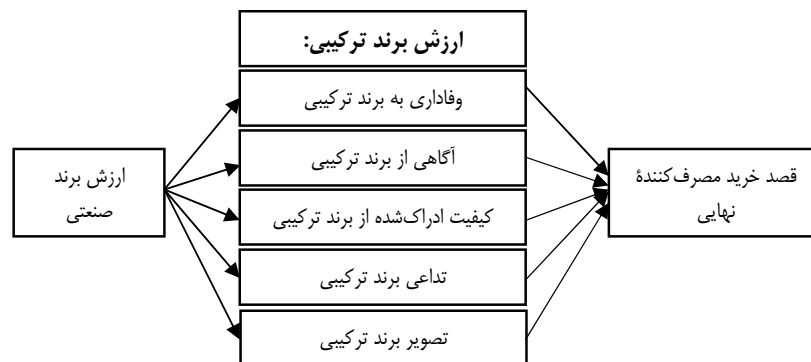 ارزش برند ترکیبی:
وفاداری به برند ترکیبی
آگاهی از برند ترکیبی
کیفیت ادراک‌شده از برند ترکیبی
تداعی برند ترکیبی
تصویر برند ترکیبی
ارزش برند
صنعتی
قصد خرید مصرف‌کنندهٔ
نهایی